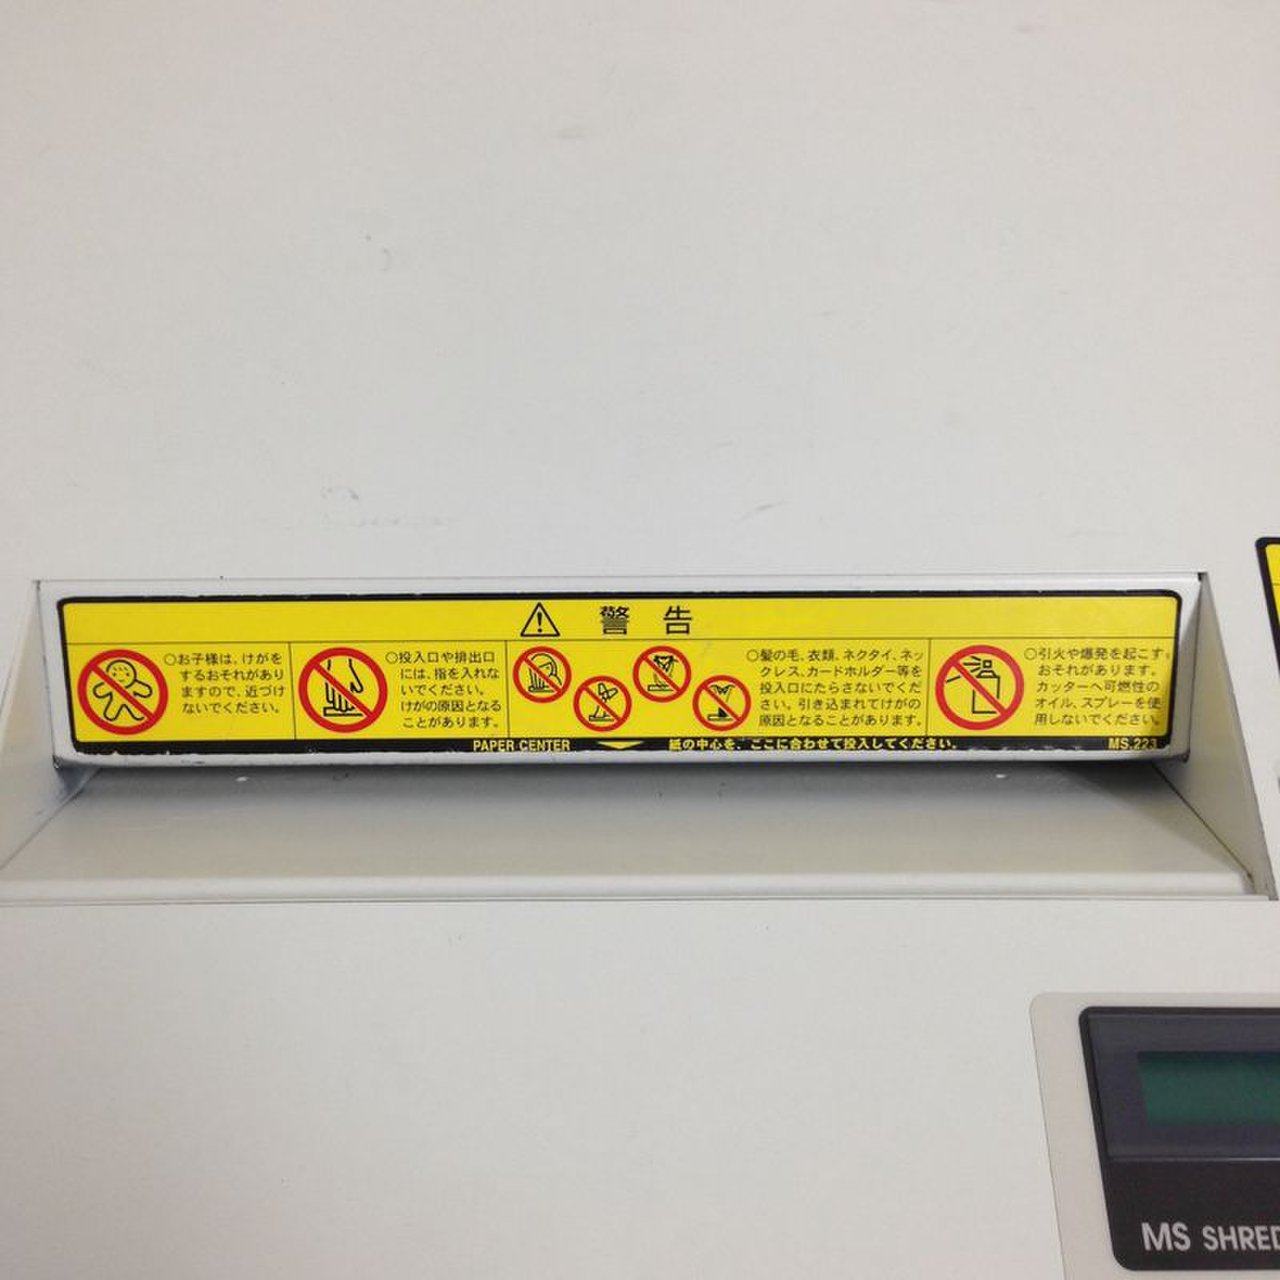 警 告
○お子様は、けがを
するおそれがあり
ますので、近づけ
ないでください。
○投入口や排出口
には、指を入れな
いでください。
けがの原因となる
ことがあります。
○髪の毛、衣類、ネクタイ、ネッ
クレス、カードホルダー等を
投入口にたらさないでくだ
さい。引き込まれてけがの
原因となることがあります。
○引火や爆発を起こす
おそれがあります。
カッターへ可燃性の
オイル、スプレーを使
用しないでください。
PAPER CENTER 紙の中心を、ここに合わせて投入してください。 MS.223
MS SHRED